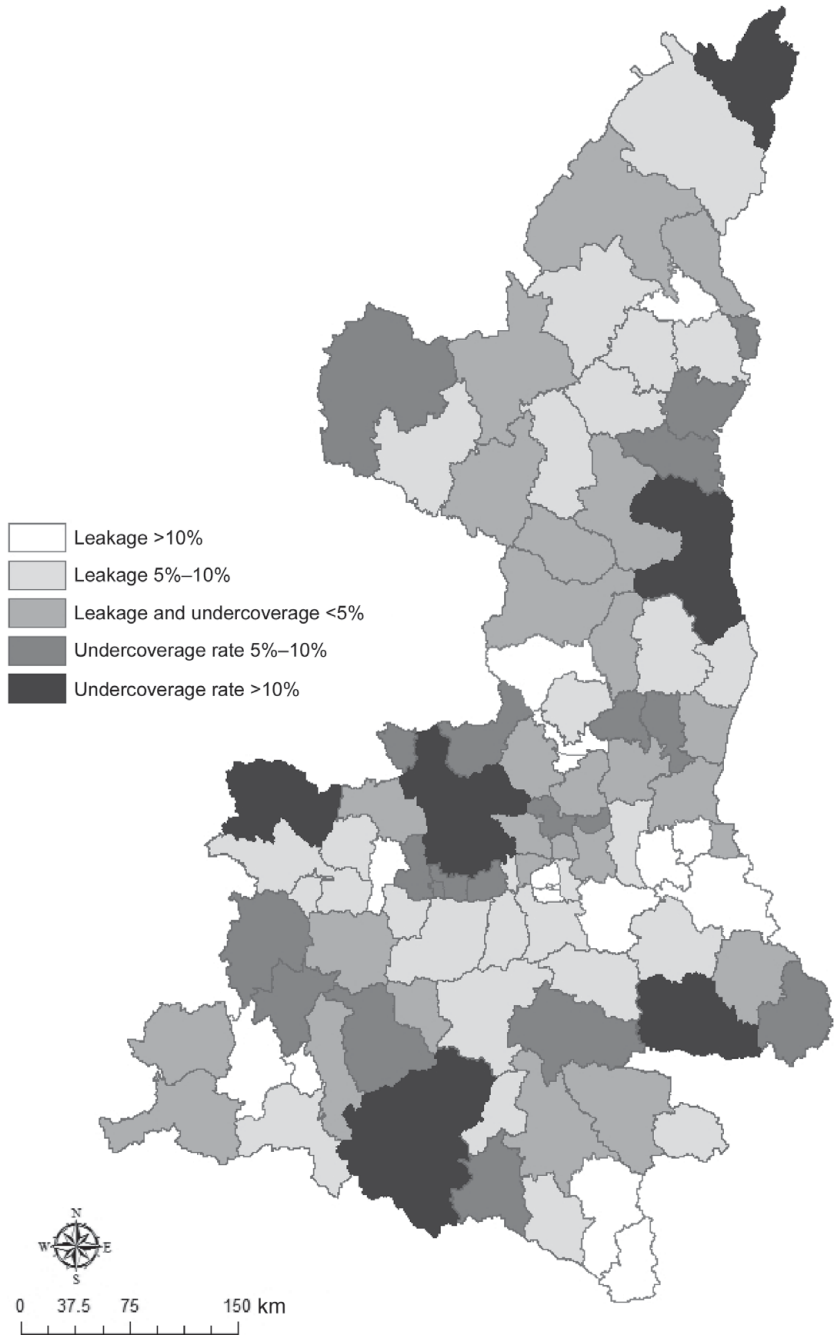 Leakage >10%
Leakage 5%–10%
Leakage and undercoverage <5%
Undercoverage rate 5%–10%
Undercoverage rate >10%
N
W E
S
0 37.5 75 150 km